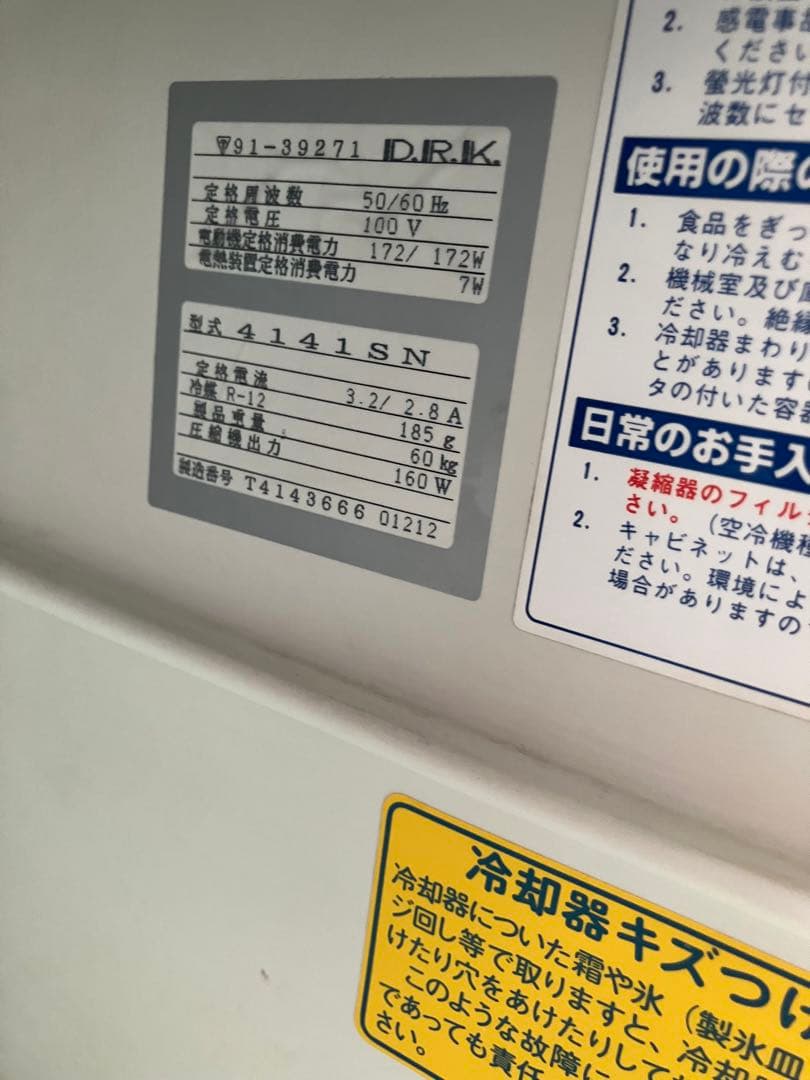 ▽91-39271 D.R.K.
定格周波数 50/60 Hz
定格電圧 100 V
電動機定格消費電力 172/ 172W
電熱装置定格消費電力 7W
型式 4141SN
定格電流 3.2/ 2.8 A
冷媒 R-12 185 g
製品重量 60 kg
圧縮機出力 160 W
製造番号 T4143666 01212
2. 感電事故
ください
3. 螢光灯付
波数にセ
使用の際の
1. 食品をぎっ
なり冷えむ
2. 機械室及び
ださい。絶縁
3. 冷却器まわり
とがあります
タの付いた容器
日常のお手入
1. 凝縮器のフィル
さい。(空冷機種
2. キャビネットは、
ださい。環境によ
場合がありますの
冷却器キズつけ
冷却器についた霜や氷(製氷皿
ジ回し等で取りますと、冷却
けたり穴をあけたりして
このような故障に
であっても責任
さい。